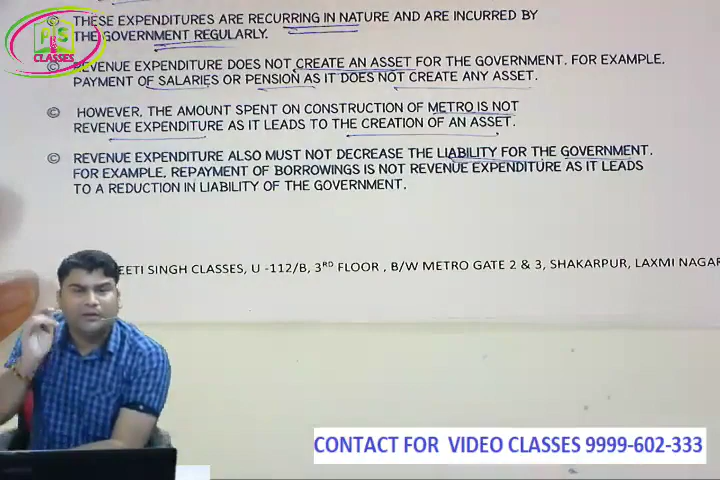 © THESE EXPENDITURES ARE RECURRING IN NATURE AND ARE INCURRED BY
THE GOVERNMENT REGULARLY.
© REVENUE EXPENDITURE DOES NOT CREATE AN ASSET FOR THE GOVERNMENT. FOR EXAMPLE.
PAYMENT OF SALARIES OR PENSION AS IT DOES NOT CREATE ANY ASSET.
© HOWEVER, THE AMOUNT SPENT ON CONSTRUCTION OF METRO IS NOT
REVENUE EXPENDITURE AS IT LEADS TO THE CREATION OF AN ASSET.
© REVENUE EXPENDITURE ALSO MUST NOT DECREASE THE LIABILITY FOR THE GOVERNMENT.
FOR EXAMPLE. REPAYMENT OF BORROWINGS IS NOT REVENUE EXPENDITURE AS IT LEADS
TO A REDUCTION IN LIABILITY OF THE GOVERNMENT.
PS
CLASSES
SINGH CLASSES, U -112/B, 3RD FLOOR , B/W METRO GATE 2 & 3, SHAKARPUR, LAXMI NAGAR
CONTACT FOR VIDEO CLASSES 9999-602-333